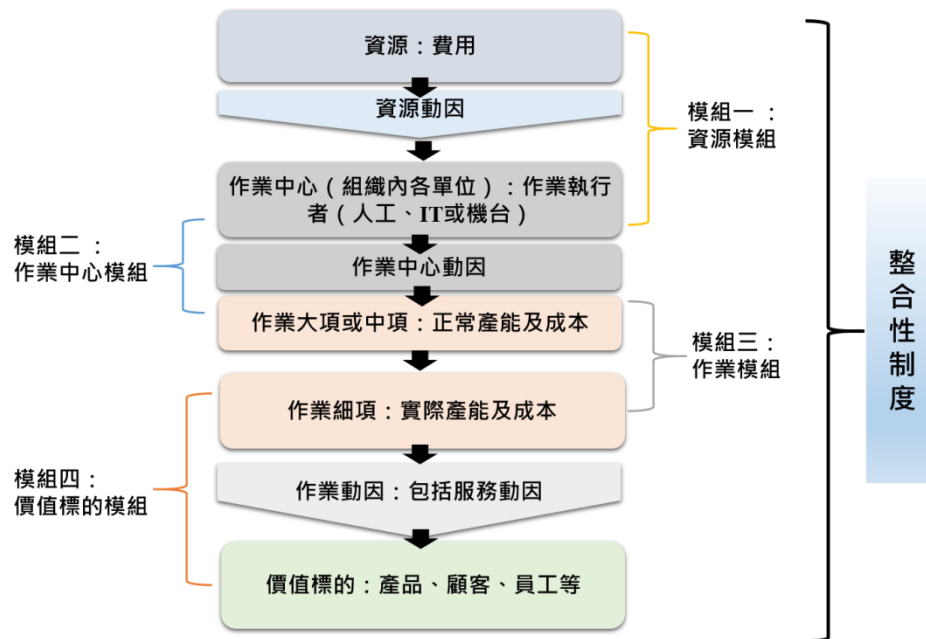 資源：費用
資源動因
模組一：
資源模組
作業中心（組織內各單位）：作業執行
者（人工、IT或機台）
模組二：
作業中心模組
作業中心動因
作業大項或中項：正常產能及成本
模組三：
作業模組
作業細項：實際產能及成本
模組四：
價值標的模組
作業動因：包括服務動因
價值標的：產品、顧客、員工等
整合性制度